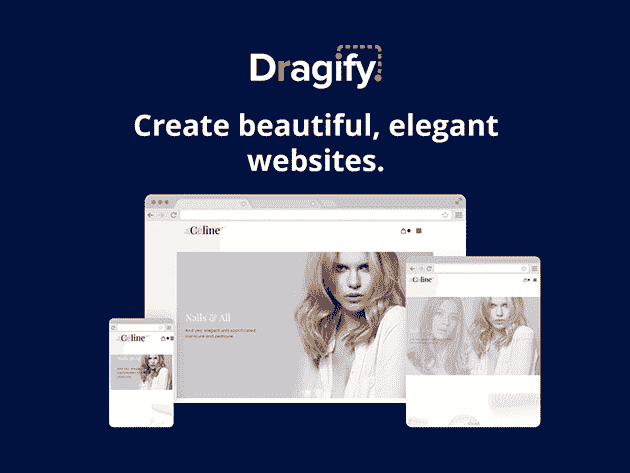 Dragify
Create beautiful, elegant
websites.
Céline
Nails & All
And yes, elegant and sophisticated
manicure and pedicure
Céline
Céline
Nails & All